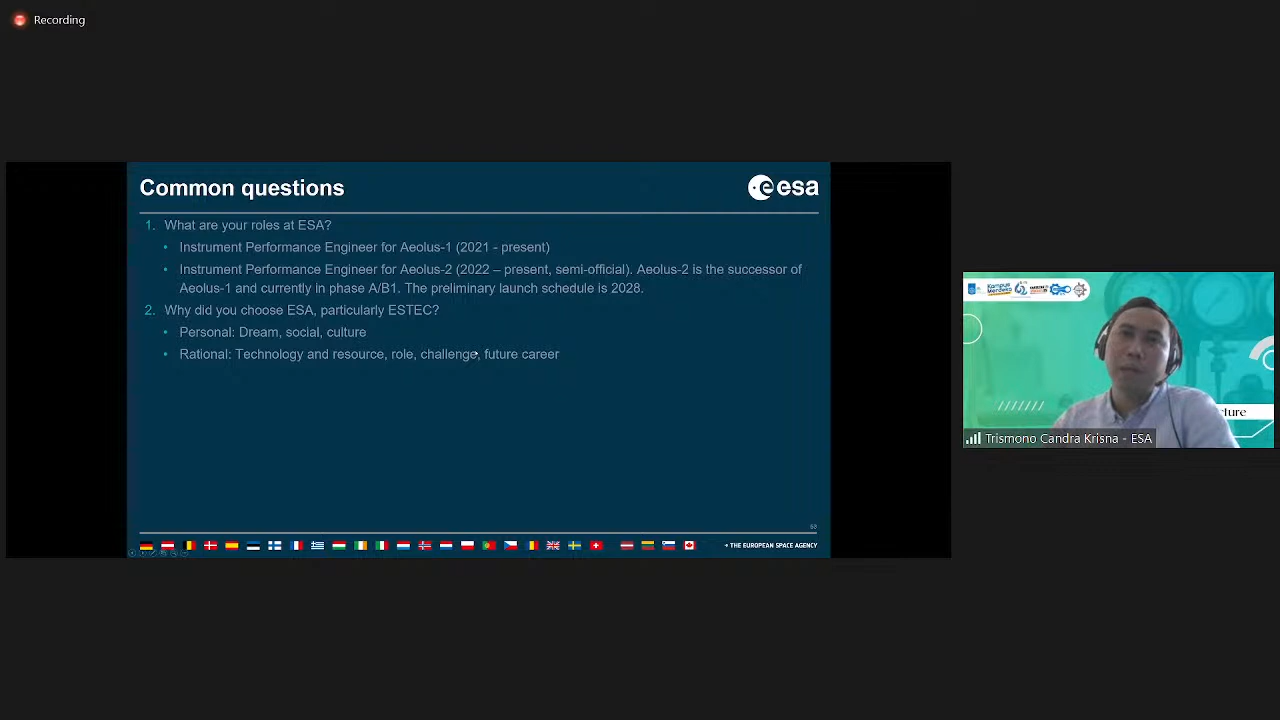 Recording
Common questions
esa
1. What are your roles at ESA?
• Instrument Performance Engineer for Aeolus-1 (2021 - present)
• Instrument Performance Engineer for Aeolus-2 (2022 – present, semi-official). Aeolus-2 is the successor of
Aeolus-1 and currently in phase A/B1. The preliminary launch schedule is 2028.
2. Why did you choose ESA, particularly ESTEC?
• Personal: Dream, social, culture
• Rational: Technology and resource, role, challenge, future career
53
→ THE EUROPEAN SPACE AGENCY
Kampus
Merdeka
cture
Trismono Candra Krisna - ESA